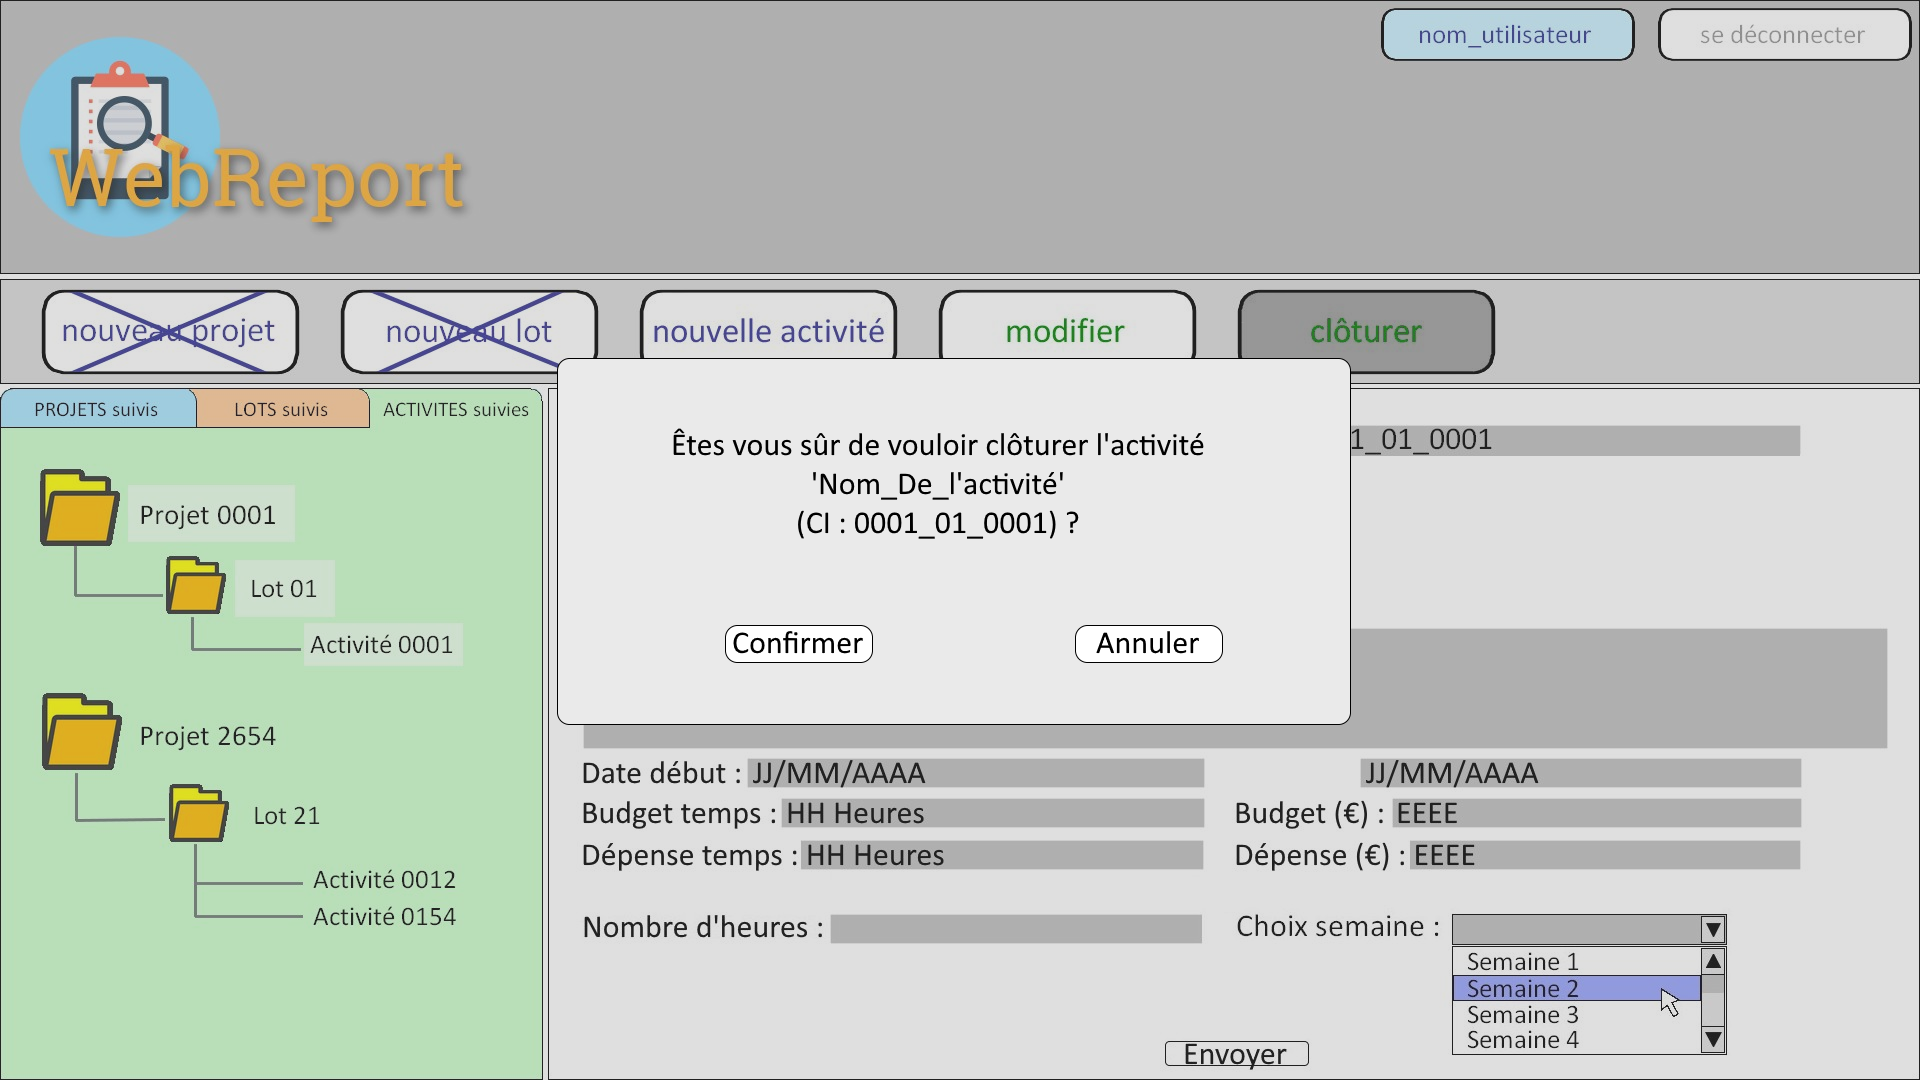 nom_utilisateur
se déconnecter
WebReport
nouveau projet
nouveau lot
nouvelle activité
modifier
clôturer
PROJETS suivis
LOTS suivis
ACTIVITES suivies
Projet 0001
Lot 01
Activité 0001
Projet 2654
Lot 21
Activité 0012
Activité 0154
1_01_0001
Êtes vous sûr de vouloir clôturer l'activité
'Nom_De_l'activité'
(CI : 0001_01_0001) ?
Confirmer
Annuler
Date début : JJ/MM/AAAA
JJ/MM/AAAA
Budget temps : HH Heures
Budget (€) : EEEE
Dépense temps : HH Heures
Dépense (€) : EEEE
Nombre d'heures :
Choix semaine :
Semaine 1
Semaine 2
Semaine 3
Semaine 4
Envoyer